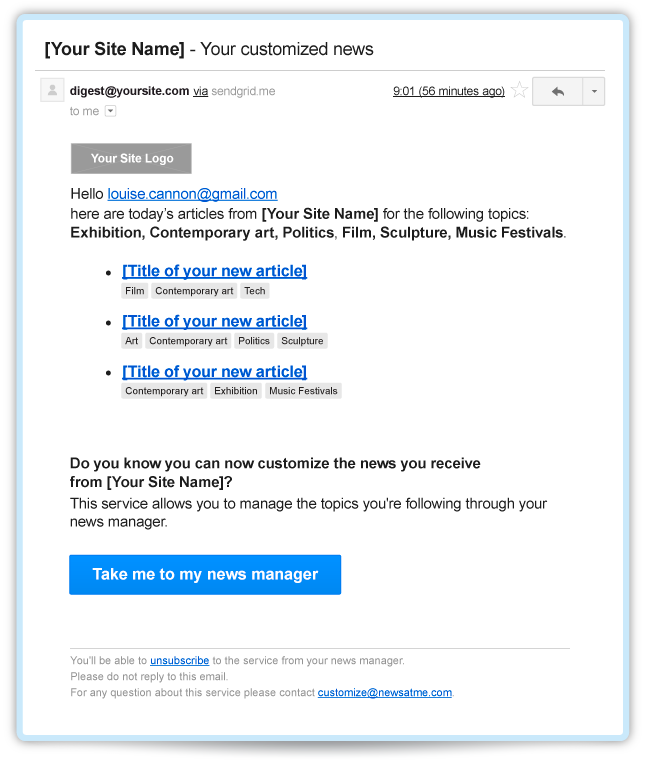 [Your Site Name] - Your customized news
digest@yoursite.com via sendgrid.me 9:01 (56 minutes ago)
to me
Your Site Logo
Hello louise.cannon@gmail.com
here are today's articles from [Your Site Name] for the following topics:
Exhibition, Contemporary art, Politics, Film, Sculpture, Music Festivals.
• [Title of your new article]
Film Contemporary art Tech
• [Title of your new article]
Art Contemporary art Politics Sculpture
• [Title of your new article]
Contemporary art Exhibition Music Festivals
Do you know you can now customize the news you receive
from [Your Site Name]?
This service allows you to manage the topics you're following through your
news manager.
Take me to my news manager
You'll be able to unsubscribe to the service from your news manager.
Please do not reply to this email.
For any question about this service please contact customize@newsatme.com.